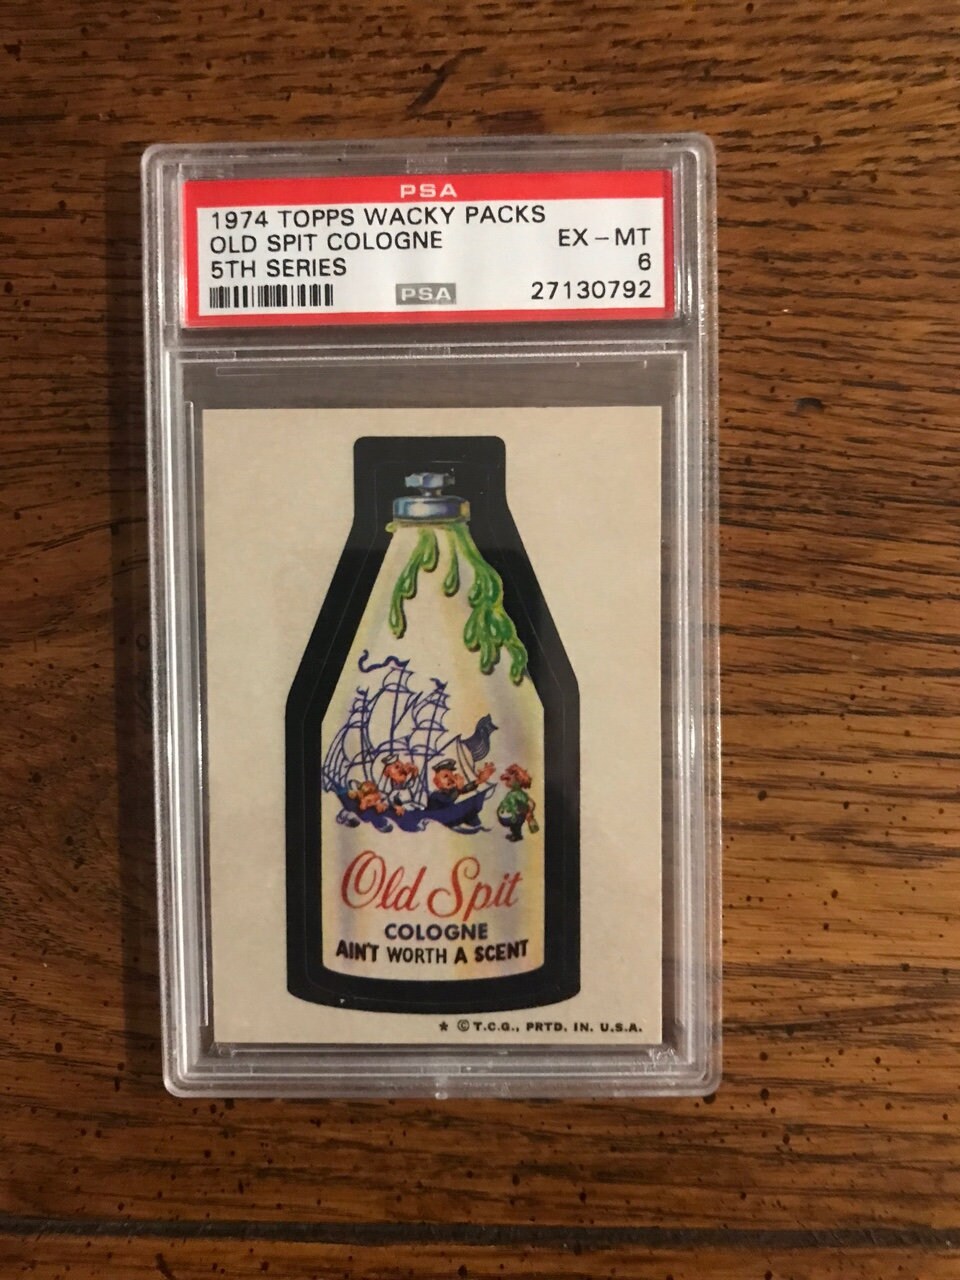 PSA
1974 TOPPS WACKY PACKS
OLD SPIT COLOGNE EX - MT
5TH SERIES 6
PSA 27130792
Old Spit
COLOGNE
AIN'T WORTH A SCENT
* © T.C.G., PRTD. IN. U.S.A.